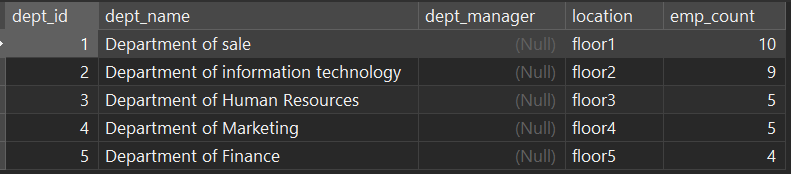 dept_id dept_name dept_manager location emp_count
1 Department of sale (Null) floor1 10
2 Department of information technology (Null) floor2 9
3 Department of Human Resources (Null) floor3 5
4 Department of Marketing (Null) floor4 5
5 Department of Finance (Null) floor5 4